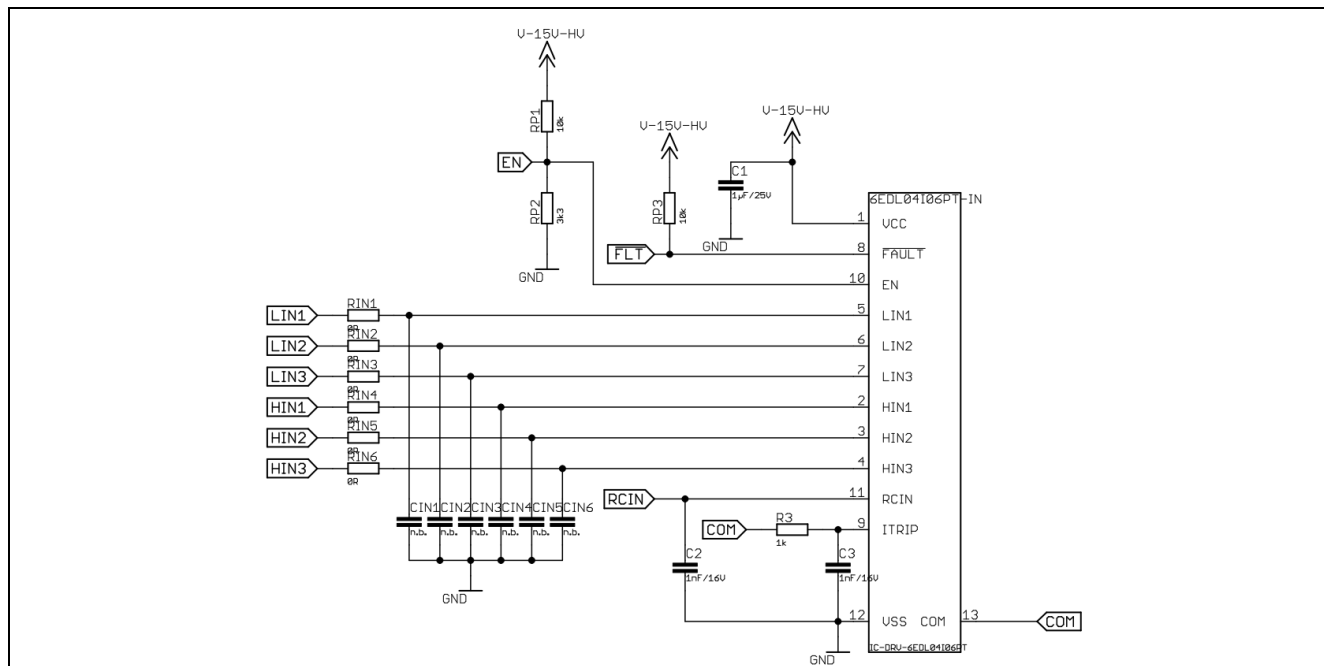 V-15V-HV
RP1
10k
EN
RP2
3k3
GND
V-15V-HV
RP3
10k
FLT
V-15V-HV
C1
1µF/25V
GND
6EDL04I06PT-IN
1 VCC
8 FAULT
10 EN
LIN1 RIN1 0R 5 LIN1
LIN2 RIN2 0R 6 LIN2
LIN3 RIN3 0R 7 LIN3
HIN1 RIN4 0R 2 HIN1
HIN2 RIN5 0R 3 HIN2
HIN3 RIN6 0R 4 HIN3
CIN1 CIN2 CIN3 CIN4 CIN5 CIN6
n.b. n.b. n.b. n.b. n.b. n.b.
GND
RCIN 11 RCIN
COM R3 1k 9 ITRIP
C2
1nF/16V
C3
1nF/16V
12 VSS COM 13 COM
GND
IC-DRV-6EDL04I06PT